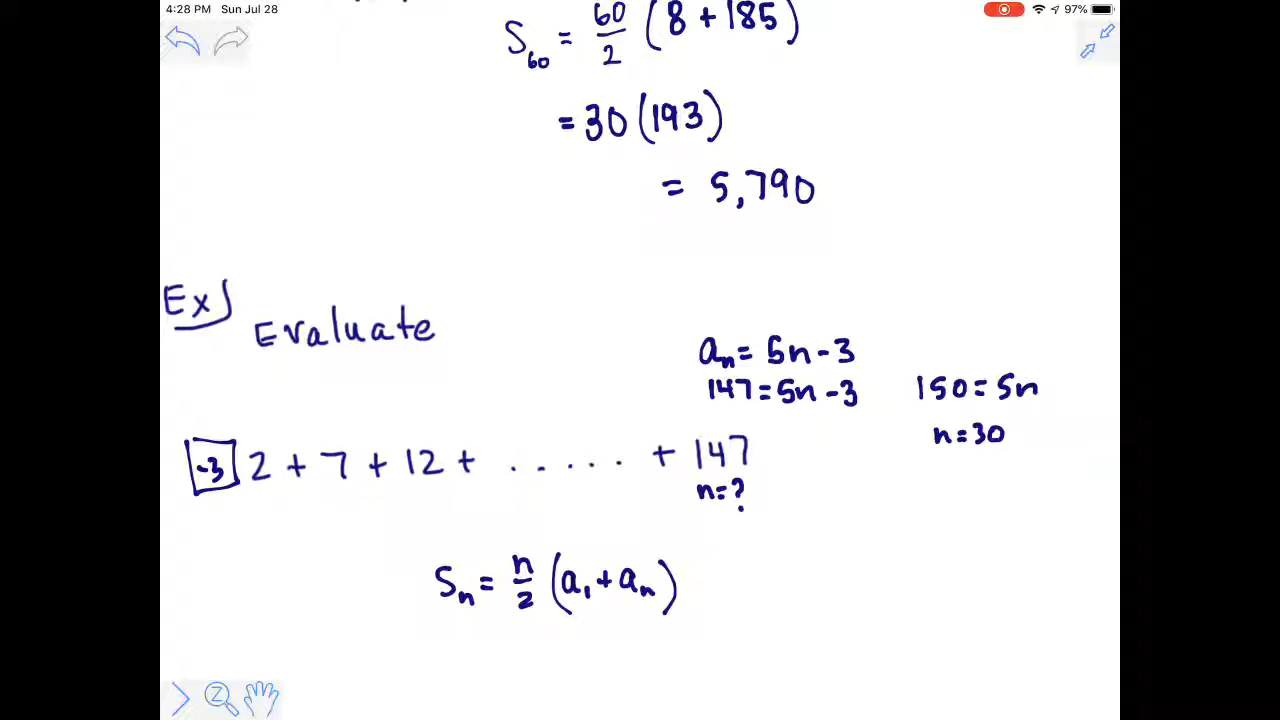 4:28 PM Sun Jul 28 97%
S₆₀ = 60/2 (8 + 185)
= 30 (193)
= 5,790
Ex)
Evaluate
aₙ = 5n - 3
147 = 5n - 3 150 = 5n
n = 30
-3 2 + 7 + 12 + ..... + 147
n = ?
Sₙ = n/2 (a₁ + aₙ)
Z